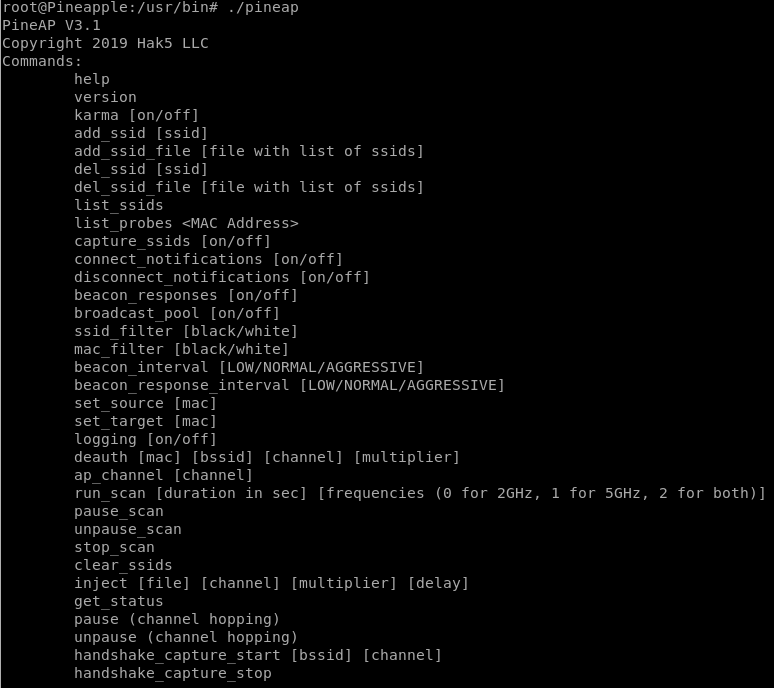 root@Pineapple:/usr/bin# ./pineap
PineAP V3.1
Copyright 2019 Hak5 LLC
Commands:
help
version
karma [on/off]
add_ssid [ssid]
add_ssid_file [file with list of ssids]
del_ssid [ssid]
del_ssid_file [file with list of ssids]
list_ssids
list_probes <MAC Address>
capture_ssids [on/off]
connect_notifications [on/off]
disconnect_notifications [on/off]
beacon_responses [on/off]
broadcast_pool [on/off]
ssid_filter [black/white]
mac_filter [black/white]
beacon_interval [LOW/NORMAL/AGGRESSIVE]
beacon_response_interval [LOW/NORMAL/AGGRESSIVE]
set_source [mac]
set_target [mac]
logging [on/off]
deauth [mac] [bssid] [channel] [multiplier]
ap_channel [channel]
run_scan [duration in sec] [frequencies (0 for 2GHz, 1 for 5GHz, 2 for both)]
pause_scan
unpause_scan
stop_scan
clear_ssids
inject [file] [channel] [multiplier] [delay]
get_status
pause (channel hopping)
unpause (channel hopping)
handshake_capture_start [bssid] [channel]
handshake_capture_stop